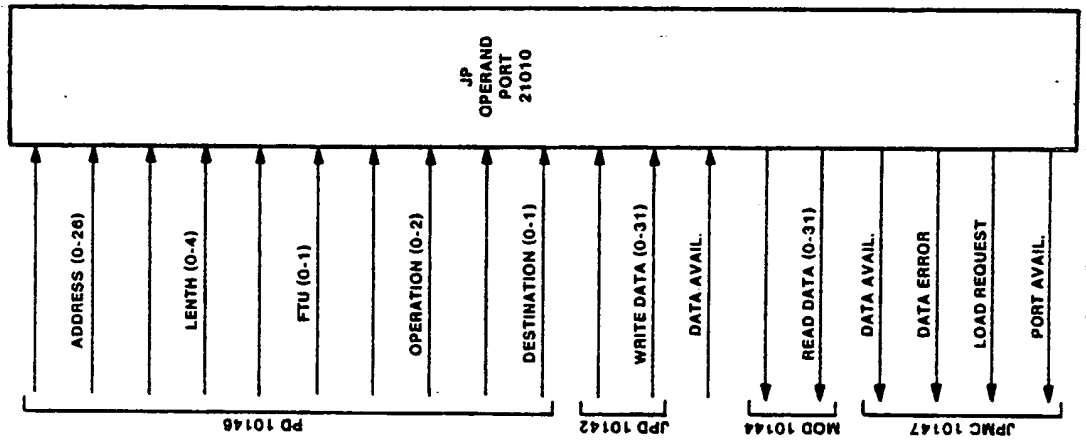 JP
OPERAND
PORT
21010
ADDRESS (0-26)
LENTH (0-4)
FTU (0-1)
OPERATION (0-2)
DESTINATION (0-1)
WRITE DATA (0-31)
DATA AVAIL.
READ DATA (0-31)
DATA AVAIL.
DATA ERROR
LOAD REQUEST
PORT AVAIL.
PD 10146
JPD 10142
MOD 10144
JPMC 10147